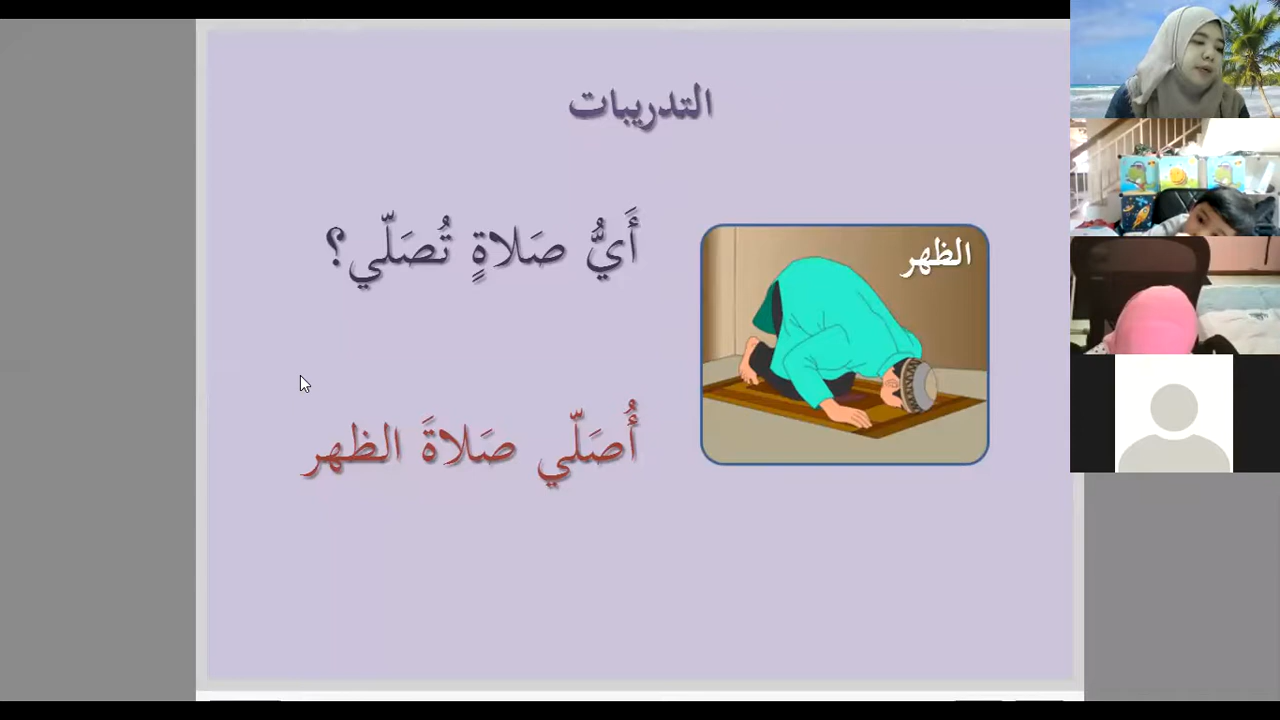 التدريبات
أَيُّ صَلاةٍ تُصَلّي؟
الظهر
أُصَلّي صَلاةَ الظهر